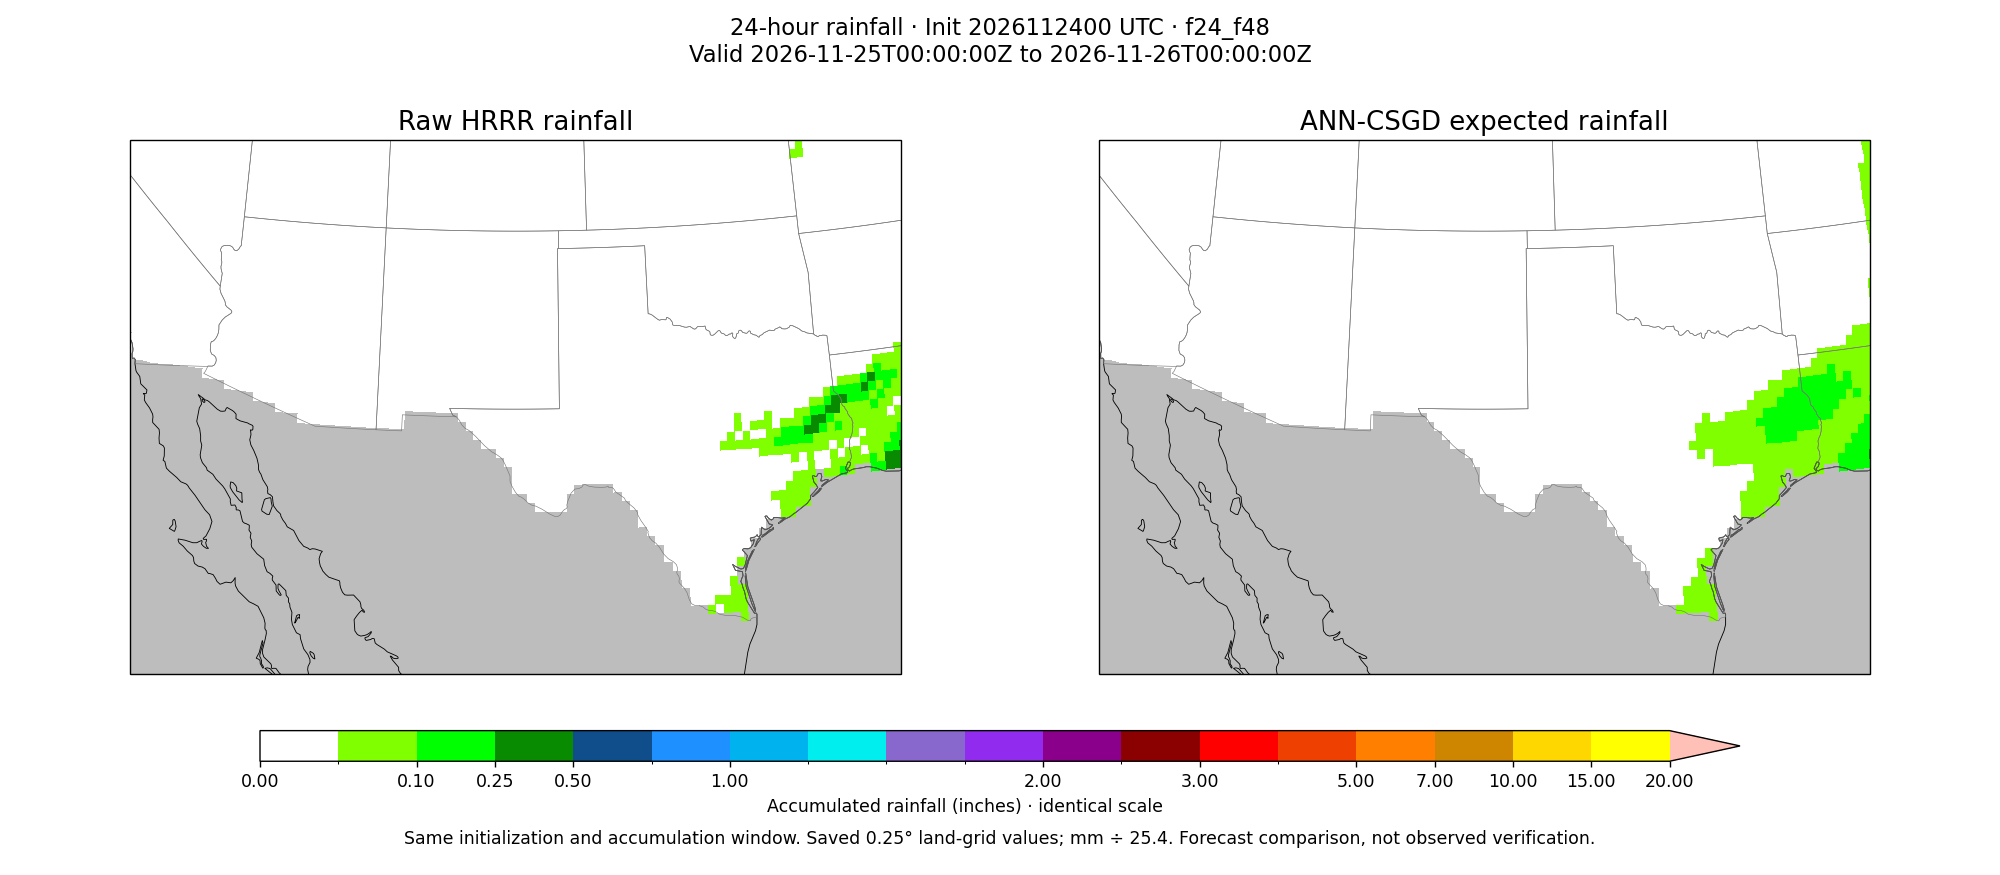 24-hour rainfall · Init 2026112400 UTC · f24_f48
Valid 2026-11-25T00:00:00Z to 2026-11-26T00:00:00Z
Raw HRRR rainfall
ANN-CSGD expected rainfall
0.00 0.10 0.25 0.50 1.00 2.00 3.00 5.00 7.00 10.00 15.00 20.00
Accumulated rainfall (inches) · identical scale
Same initialization and accumulation window. Saved 0.25° land-grid values; mm ÷ 25.4. Forecast comparison, not observed verification.